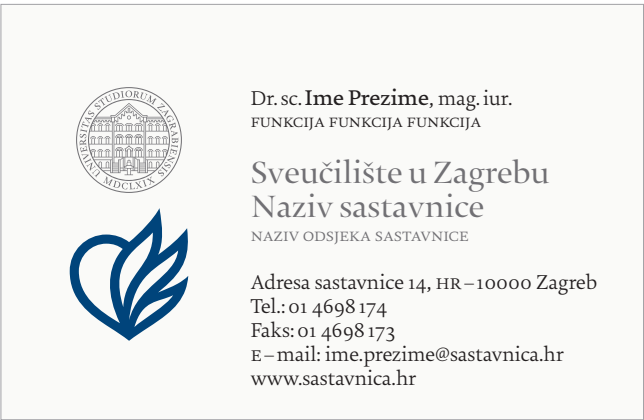 UNIVERSITAS STUDIORUM ZAGRABIENSIS
MDCLXIX
Dr. sc. Ime Prezime, mag. iur.
FUNKCIJA FUNKCIJA FUNKCIJA
Sveučilište u Zagrebu
Naziv sastavnice
NAZIV ODSJEKA SASTAVNICE
Adresa sastavnice 14, HR–10000 Zagreb
Tel.: 01 4698 174
Faks: 01 4698 173
E–mail: ime.prezime@sastavnica.hr
www.sastavnica.hr